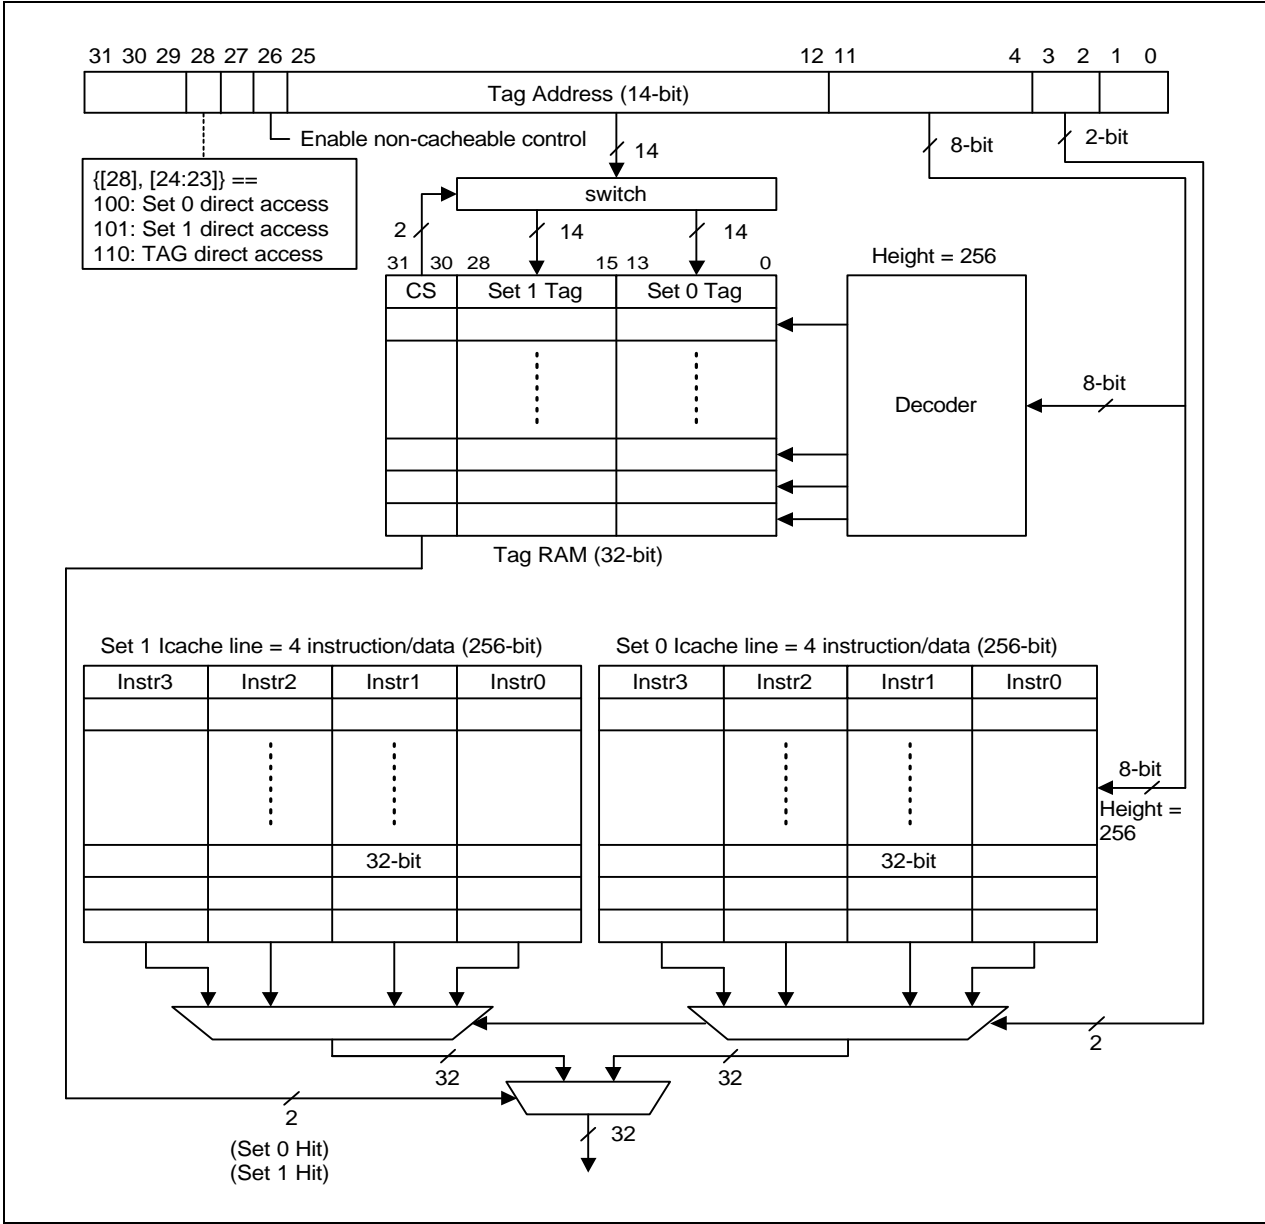 31 30 29 28 27 26 25 12 11 4 3 2 1 0
Tag Address (14-bit)
Enable non-cacheable control
14
8-bit
2-bit
{[28], [24:23]} ==
100: Set 0 direct access
101: Set 1 direct access
110: TAG direct access
switch
2
14
14
31 30 28 15 13 0
Height = 256
CS Set 1 Tag Set 0 Tag
Decoder
8-bit
Tag RAM (32-bit)
Set 1 Icache line = 4 instruction/data (256-bit)
Set 0 Icache line = 4 instruction/data (256-bit)
Instr3 Instr2 Instr1 Instr0
Instr3 Instr2 Instr1 Instr0
8-bit
Height =
256
32-bit
32-bit
2
32
32
2
32
(Set 0 Hit)
(Set 1 Hit)